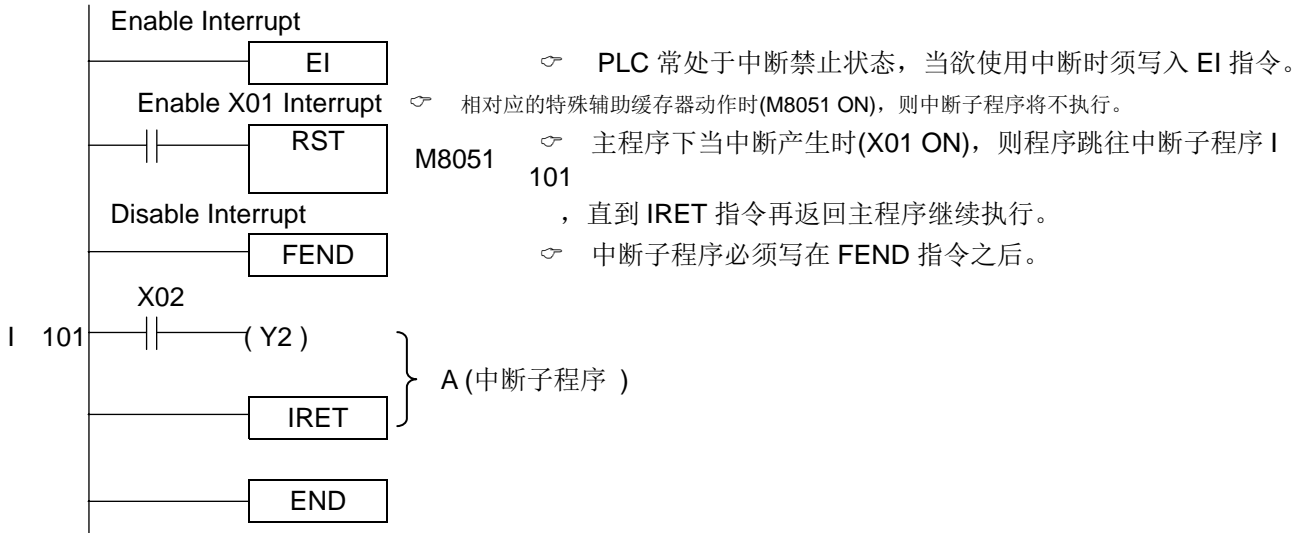 Enable Interrupt
EI
☞ PLC 常处于中断禁止状态，当欲使用中断时须写入 EI 指令。
Enable X01 Interrupt
☞ 相对应的特殊辅助缓存器动作时(M8051 ON)，则中断子程序将不执行。
RST
M8051
☞ 主程序下当中断产生时(X01 ON)，则程序跳往中断子程序 I
101
Disable Interrupt
，直到 IRET 指令再返回主程序继续执行。
FEND
☞ 中断子程序必须写在 FEND 指令之后。
X02
I 101
( Y2 )
A (中断子程序 )
IRET
END